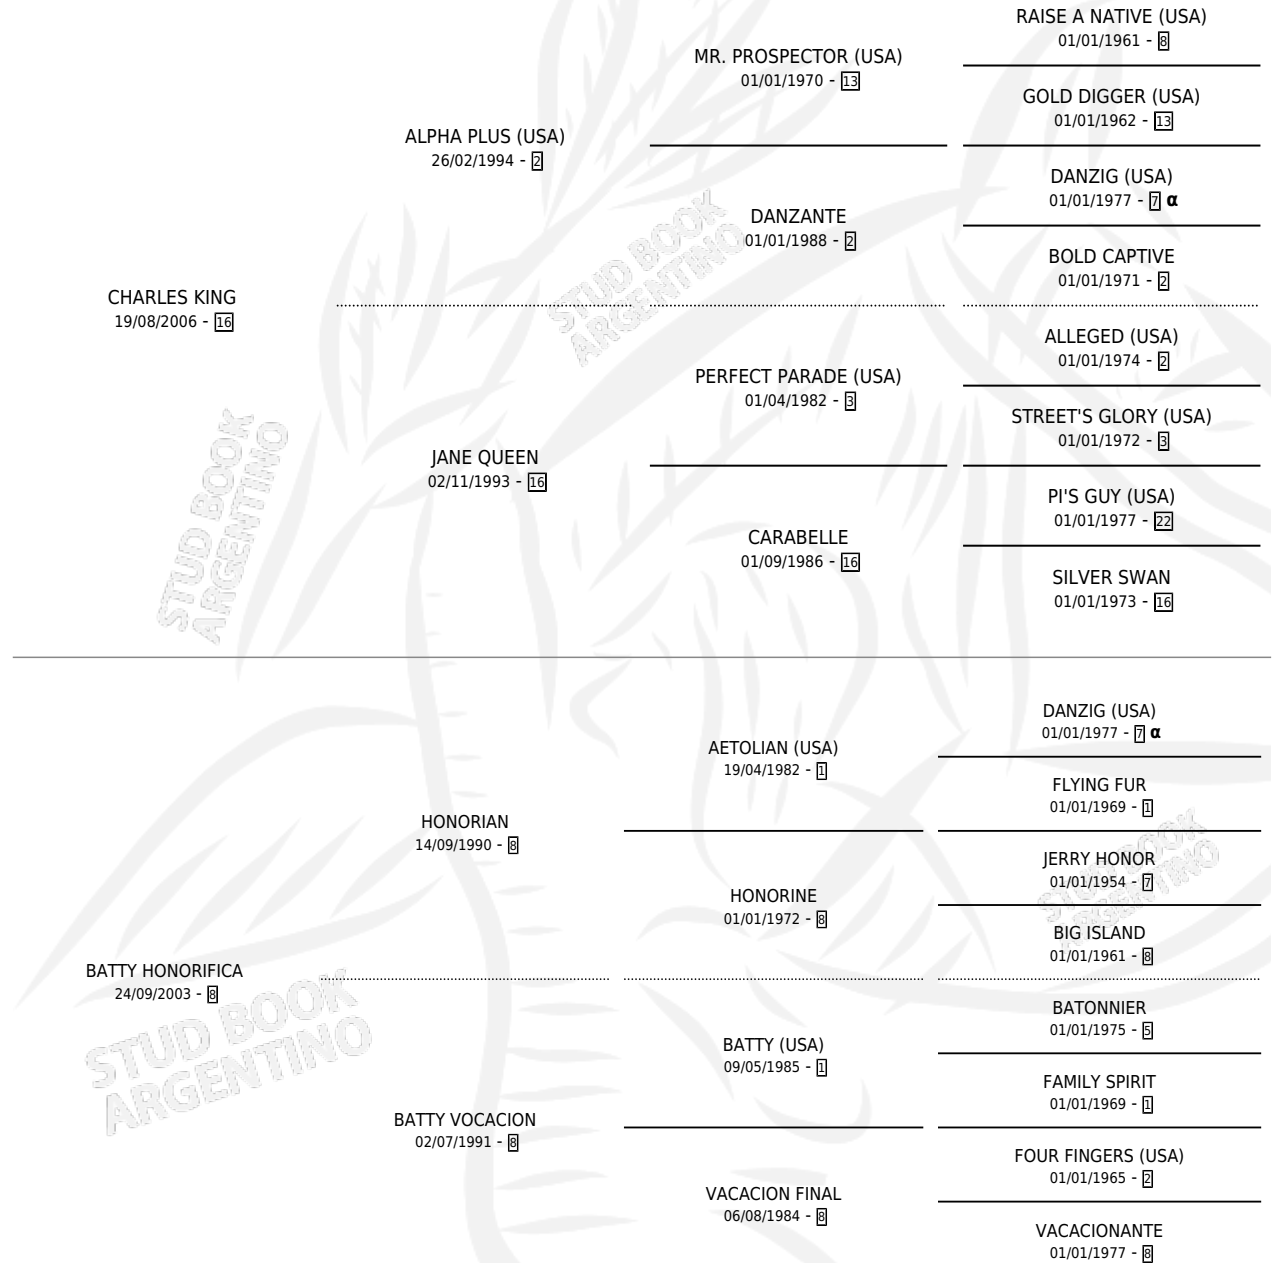 RAISE A NATIVE (USA)
01/01/1961 - 8
MR. PROSPECTOR (USA)
01/01/1970 - 13
GOLD DIGGER (USA)
01/01/1962 - 13
ALPHA PLUS (USA)
26/02/1994 - 2
DANZIG (USA)
01/01/1977 - 7 α
DANZANTE
01/01/1988 - 2
BOLD CAPTIVE
01/01/1971 - 2
CHARLES KING
19/08/2006 - 16
ALLEGED (USA)
01/01/1974 - 2
PERFECT PARADE (USA)
01/04/1982 - 3
STREET'S GLORY (USA)
01/01/1972 - 3
JANE QUEEN
02/11/1993 - 16
PI'S GUY (USA)
01/01/1977 - 22
CARABELLE
01/09/1986 - 16
SILVER SWAN
01/01/1973 - 16
DANZIG (USA)
01/01/1977 - 7 α
AETOLIAN (USA)
19/04/1982 - 1
FLYING FUR
01/01/1969 - 1
HONORIAN
14/09/1990 - 8
JERRY HONOR
01/01/1954 - 7
HONORINE
01/01/1972 - 8
BIG ISLAND
01/01/1961 - 8
BATTY HONORIFICA
24/09/2003 - 8
BATONNIER
01/01/1975 - 5
BATTY (USA)
09/05/1985 - 1
FAMILY SPIRIT
01/01/1969 - 1
BATTY VOCACION
02/07/1991 - 8
FOUR FINGERS (USA)
01/01/1965 - 2
VACACION FINAL
06/08/1984 - 8
VACACIONANTE
01/01/1977 - 8
STUD BOOK
ARGENTINO
STUD BOOK
ARGENTINO
STUD BOOK
ARGENTINO
STUD BOOK
ARGENTINO